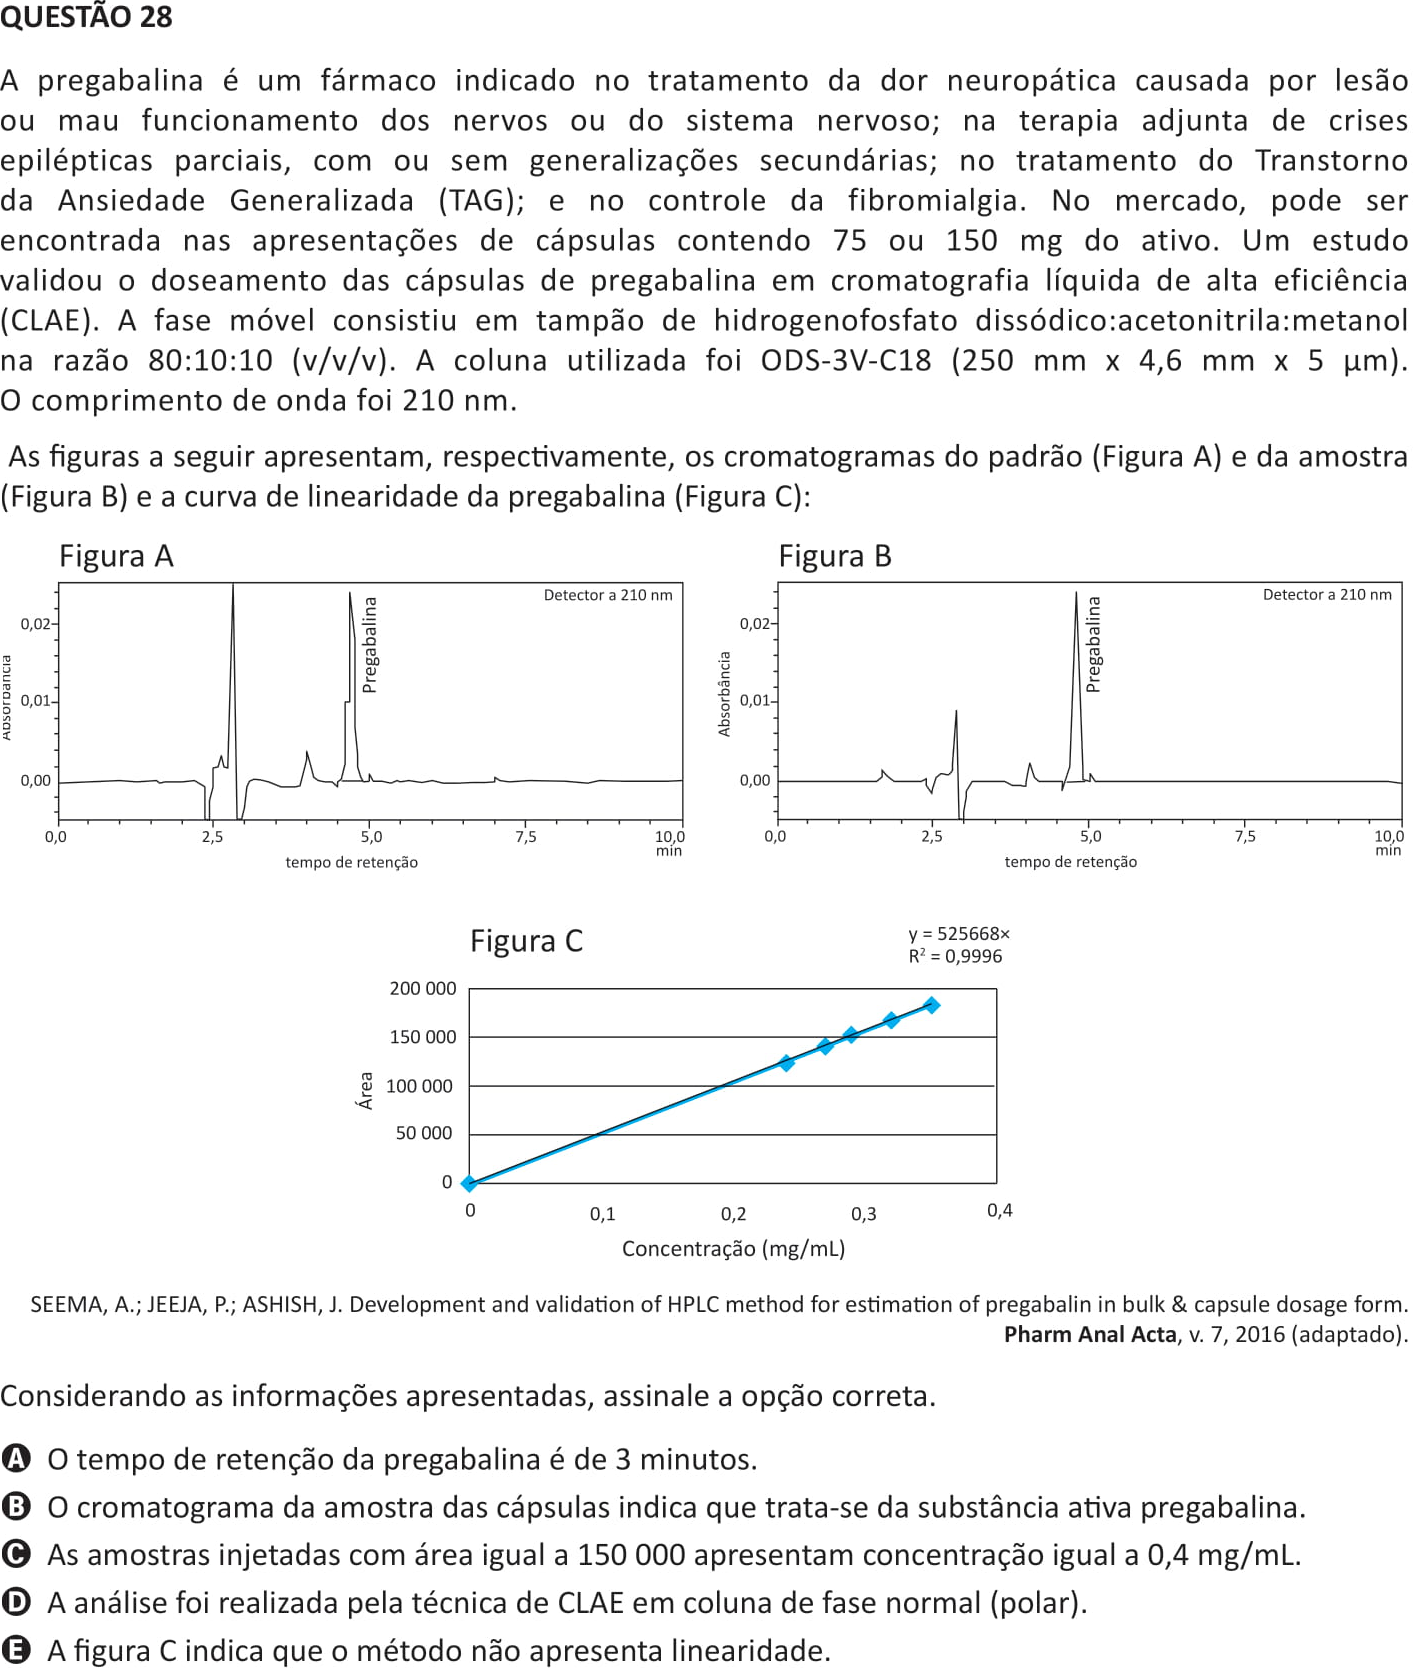 QUESTÃO 28
A pregabalina é um fármaco indicado no tratamento da dor neuropática causada por lesão
ou mau funcionamento dos nervos ou do sistema nervoso; na terapia adjunta de crises
epilépticas parciais, com ou sem generalizações secundárias; no tratamento do Transtorno
da Ansiedade Generalizada (TAG); e no controle da fibromialgia. No mercado, pode ser
encontrada nas apresentações de cápsulas contendo 75 ou 150 mg do ativo. Um estudo
validou o doseamento das cápsulas de pregabalina em cromatografia líquida de alta eficiência
(CLAE). A fase móvel consistiu em tampão de hidrogenofosfato dissódico:acetonitrila:metanol
na razão 80:10:10 (v/v/v). A coluna utilizada foi ODS-3V-C18 (250 mm x 4,6 mm x 5 µm).
O comprimento de onda foi 210 nm.
As figuras a seguir apresentam, respectivamente, os cromatogramas do padrão (Figura A) e da amostra
(Figura B) e a curva de linearidade da pregabalina (Figura C):
Figura A
Detector a 210 nm
Pregabalina
Absorbância
0,02
0,01
0,00
0,0 2,5 5,0 7,5 10,0
min
tempo de retenção
Figura B
Detector a 210 nm
Pregabalina
Absorbância
0,02
0,01
0,00
0,0 2,5 5,0 7,5 10,0
min
tempo de retenção
Figura C
y = 525668×
R² = 0,9996
Área
200 000
150 000
100 000
50 000
0
0 0,1 0,2 0,3 0,4
Concentração (mg/mL)
SEEMA, A.; JEEJA, P.; ASHISH, J. Development and validation of HPLC method for estimation of pregabalin in bulk & capsule dosage form.
Pharm Anal Acta, v. 7, 2016 (adaptado).
Considerando as informações apresentadas, assinale a opção correta.
A O tempo de retenção da pregabalina é de 3 minutos.
B O cromatograma da amostra das cápsulas indica que trata-se da substância ativa pregabalina.
C As amostras injetadas com área igual a 150 000 apresentam concentração igual a 0,4 mg/mL.
D A análise foi realizada pela técnica de CLAE em coluna de fase normal (polar).
E A figura C indica que o método não apresenta linearidade.